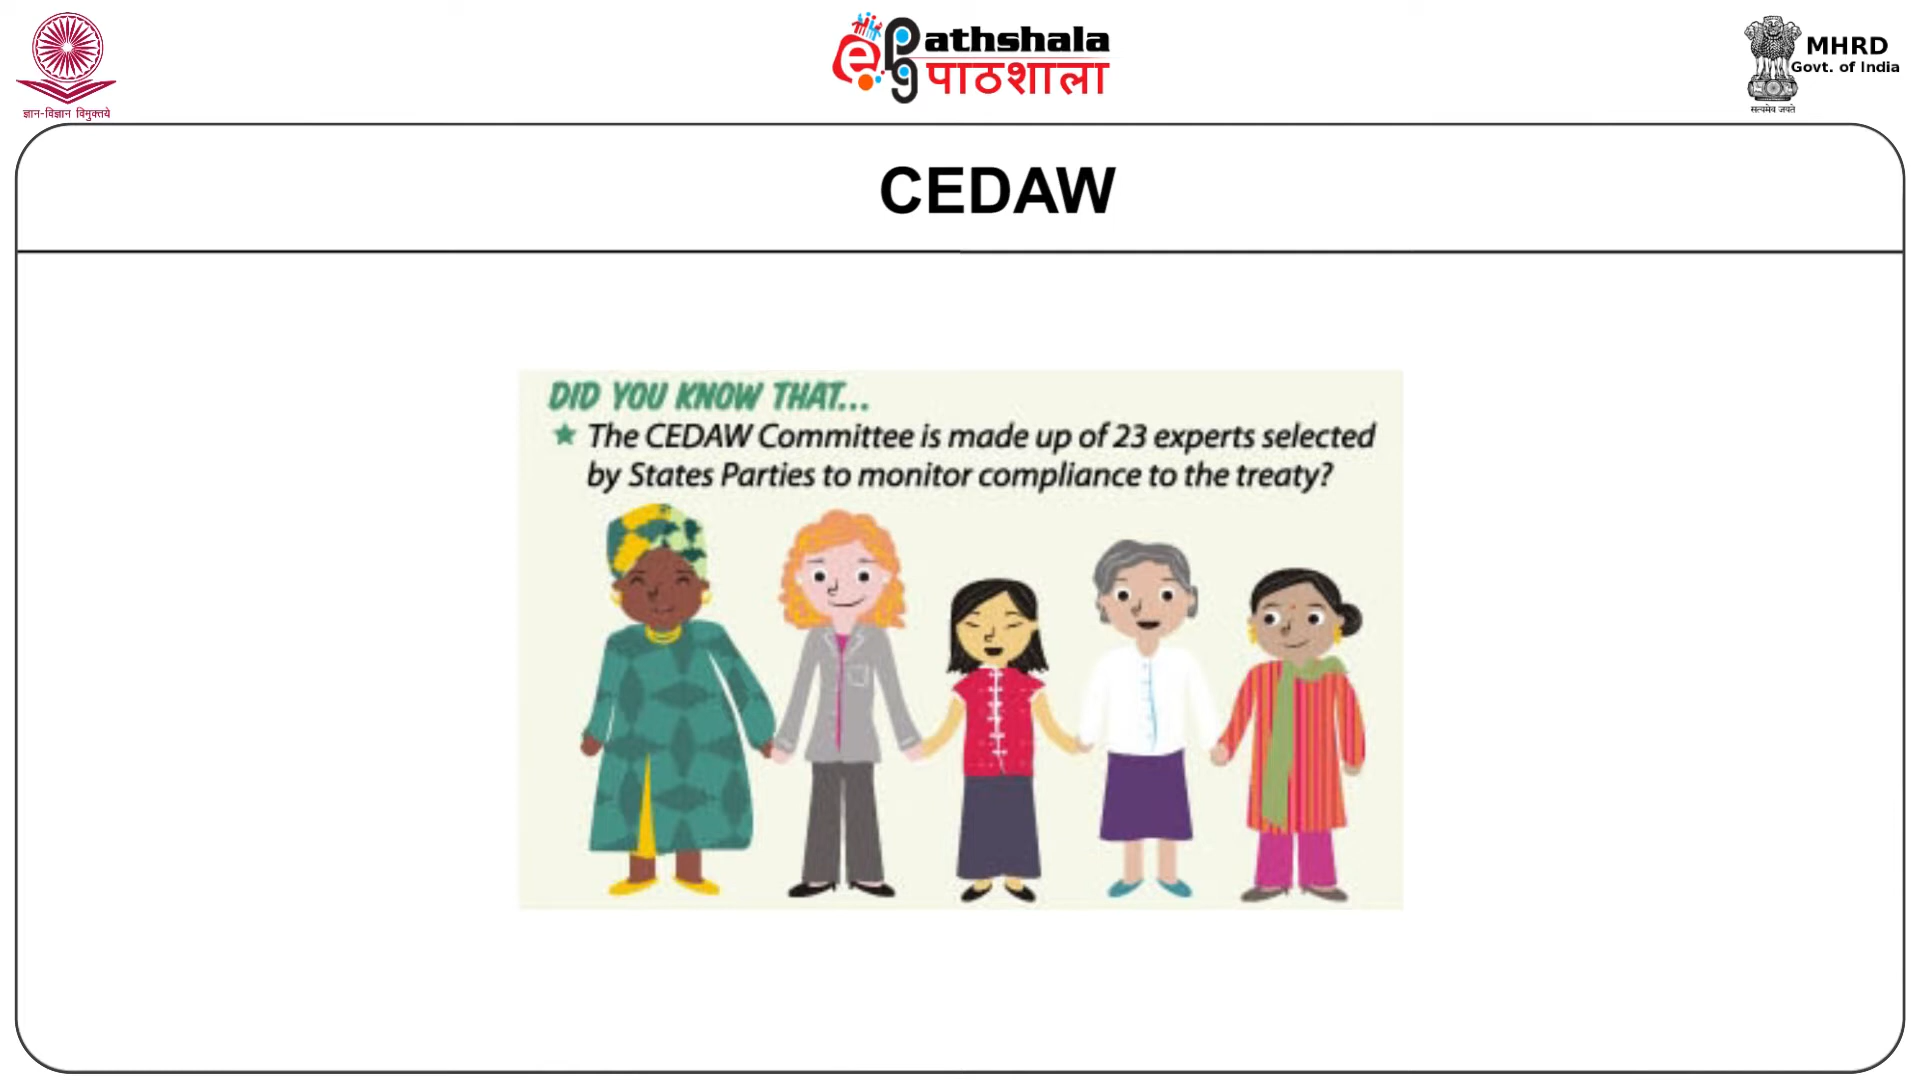 ज्ञान-विज्ञान विमुक्तये
e
pg
athshala
पाठशाला
MHRD
Govt. of India
सत्यमेव जयते
CEDAW
DID YOU KNOW THAT...
The CEDAW Committee is made up of 23 experts selected
by States Parties to monitor compliance to the treaty?